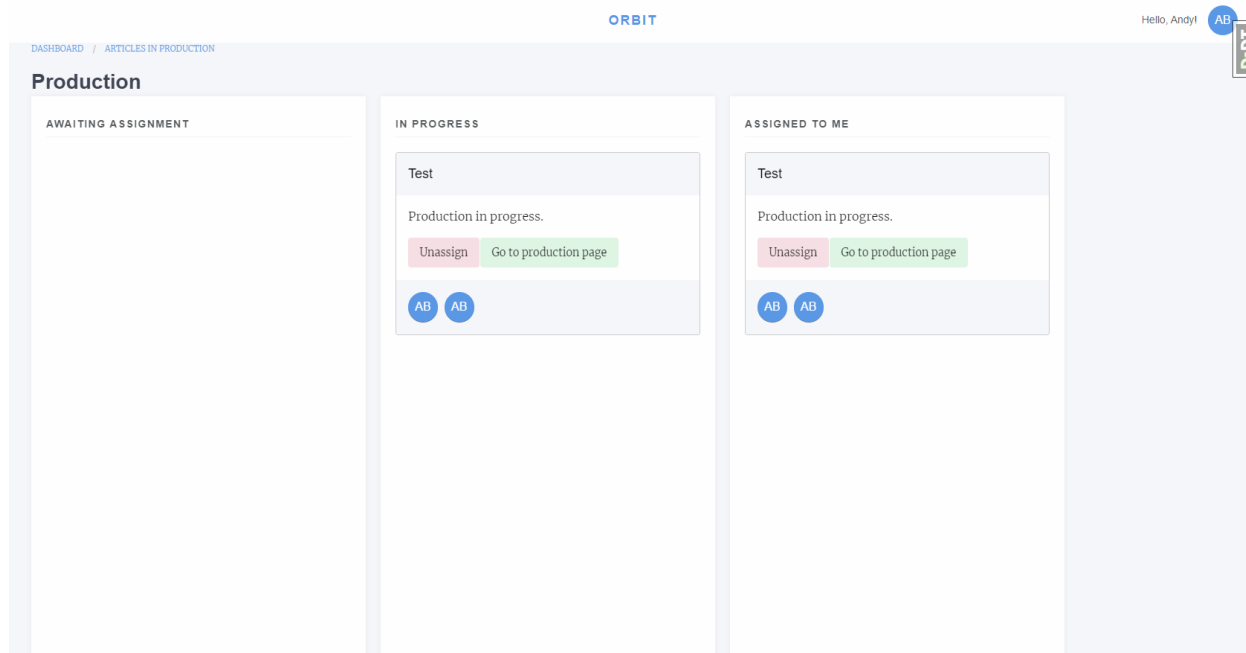 ORBIT
Hello, Andy!
AB
DASHBOARD / ARTICLES IN PRODUCTION
Production
AWAITING ASSIGNMENT
IN PROGRESS
Test
Production in progress.
Unassign Go to production page
AB AB
ASSIGNED TO ME
Test
Production in progress.
Unassign Go to production page
AB AB